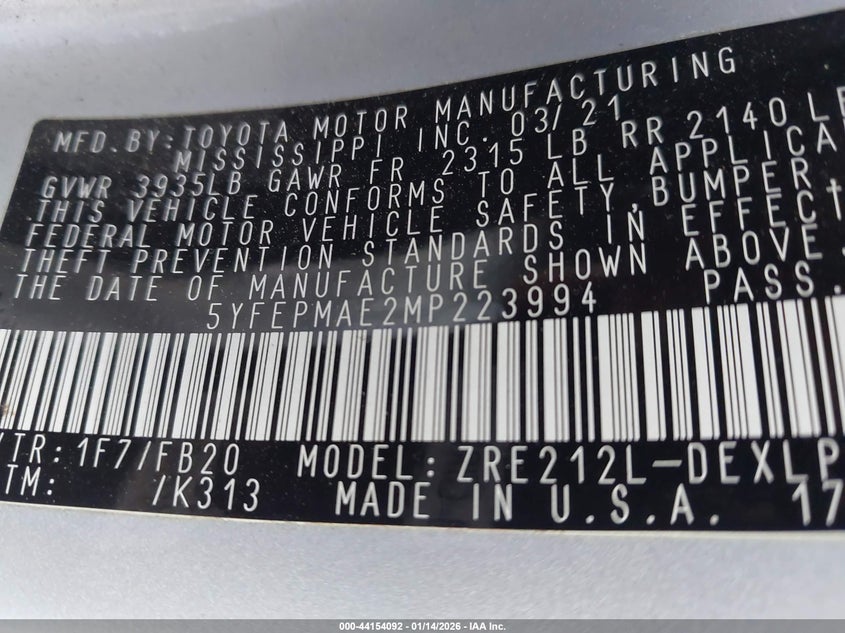 MFD. BY: TOYOTA MOTOR MANUFACTURING
MISSISSIPPI INC. 03/21
GVWR 3935LB GAWR FR 2315 LB RR 2140 LB
THIS VEHICLE CONFORMS TO ALL APPLICA
FEDERAL MOTOR VEHICLE SAFETY, BUMPER,
THEFT PREVENTION STANDARDS IN EFFECT
THE DATE OF MANUFACTURE SHOWN ABOVE.
5YFEPMAE2MP223994 PASS.
/TR: 1F7/FB20 MODEL: ZRE212L-DEXLP
TM: /K313 MADE IN U.S.A. 17
000-44154092 - 01/14/2026 - IAA Inc.